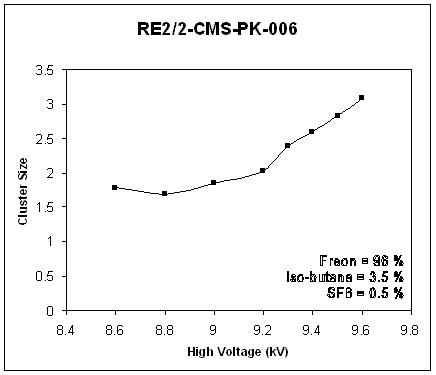 RE2/2-CMS-PK-006
3.5
3
2.5
2
1.5
1
0.5
0
Cluster Size
Freon = 96 %
Iso-butane = 3.5 %
SF6 = 0.5 %
8.4 8.6 8.8 9 9.2 9.4 9.6 9.8
High Voltage (kV)